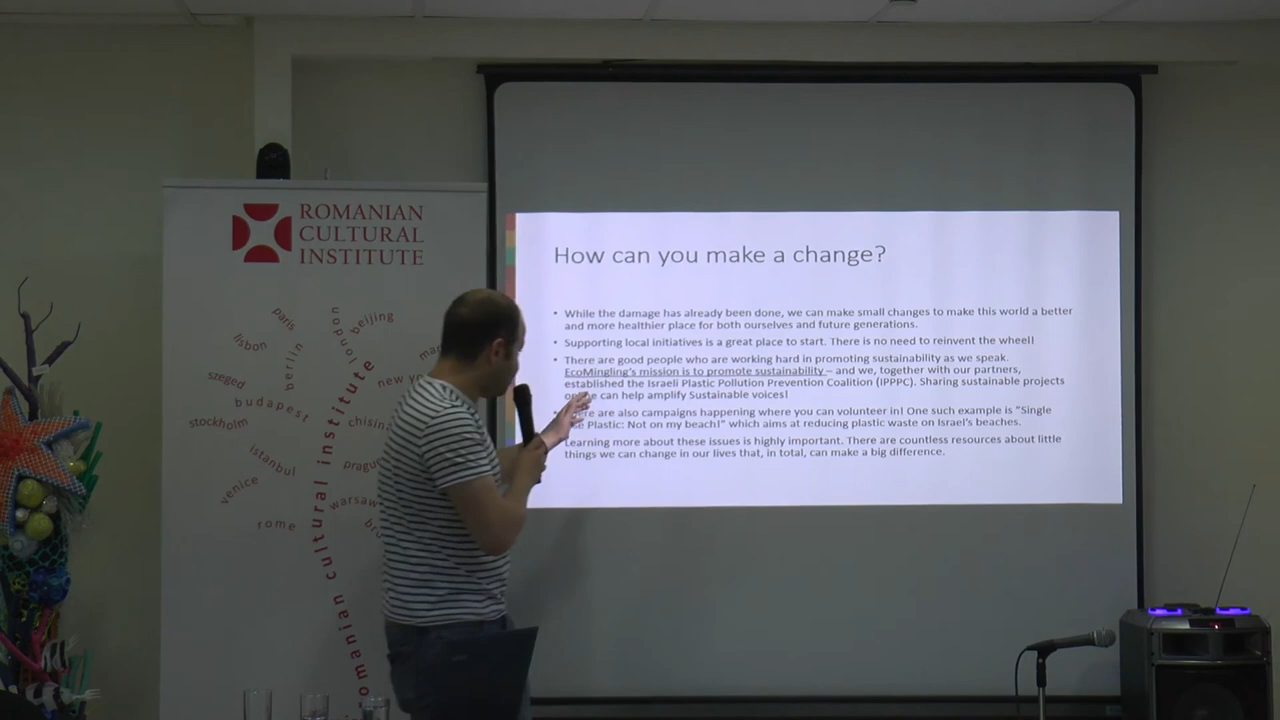 ROMANIAN
CULTURAL
INSTITUTE
paris
london
beijing
lisbon
berlin
new yo
szeged
budapest
stockholm
chisin
istanbul
prague
venice
warsaw
rome
bru
romanian cultural institute
How can you make a change?
• While the damage has already been done, we can make small changes to make this world a better
and more healthier place for both ourselves and future generations.
• Supporting local initiatives is a great place to start. There is no need to reinvent the wheel!
• There are good people who are working hard in promoting sustainability as we speak.
EcoMingling's mission is to promote sustainability – and we, together with our partners,
established the Israeli Plastic Pollution Prevention Coalition (IPPPC). Sharing sustainable projects
can help amplify Sustainable voices!
are also campaigns happening where you can volunteer in! One such example is “Single
Plastic: Not on my beach!” which aims at reducing plastic waste on Israel's beaches.
Learning more about these issues is highly important. There are countless resources about little
things we can change in our lives that, in total, can make a big difference.